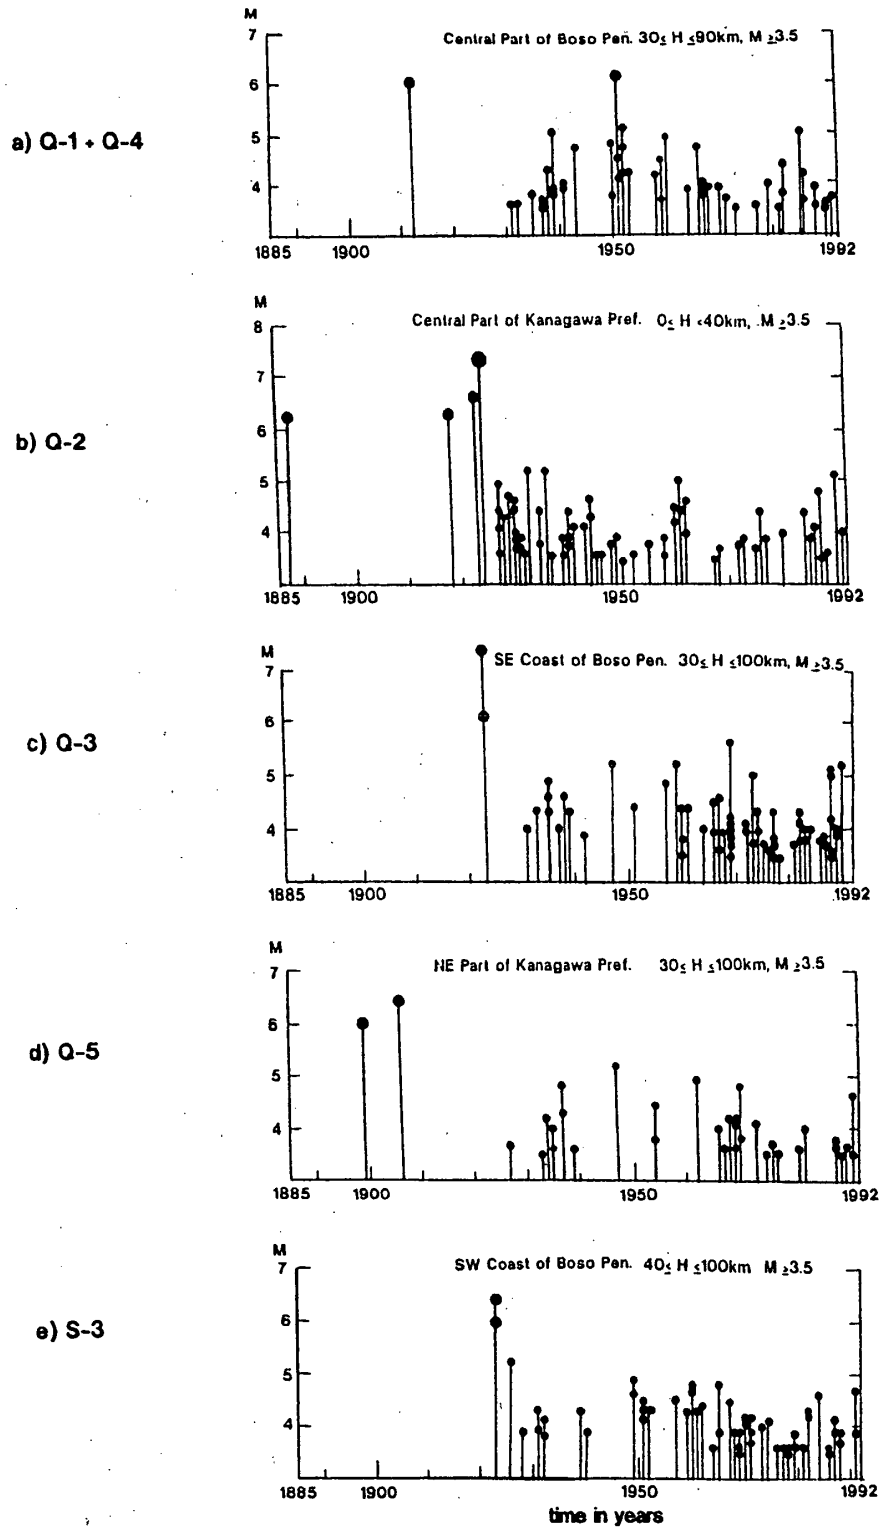 M
7
Central Part of Boso Pen. 30≤ H ≤90km, M ≥3.5
6
a) Q-1 + Q-4
5
4
1885 1900 1950 1992
M
8
Central Part of Kanagawa Pref. 0≤ H <40km, M ≥3.5
7
6
b) Q-2
5
4
1885 1900 1950 1992
M
7
SE Coast of Boso Pen. 30≤ H ≤100km, M ≥3.5
6
c) Q-3
5
4
1885 1900 1950 1992
M
7
NE Part of Kanagawa Pref. 30≤ H ≤100km, M ≥3.5
6
d) Q-5
5
4
1885 1900 1950 1992
M
7
SW Coast of Boso Pen. 40≤ H ≤100km M ≥3.5
6
e) S-3
5
4
1885 1900 1950 1992
time in years